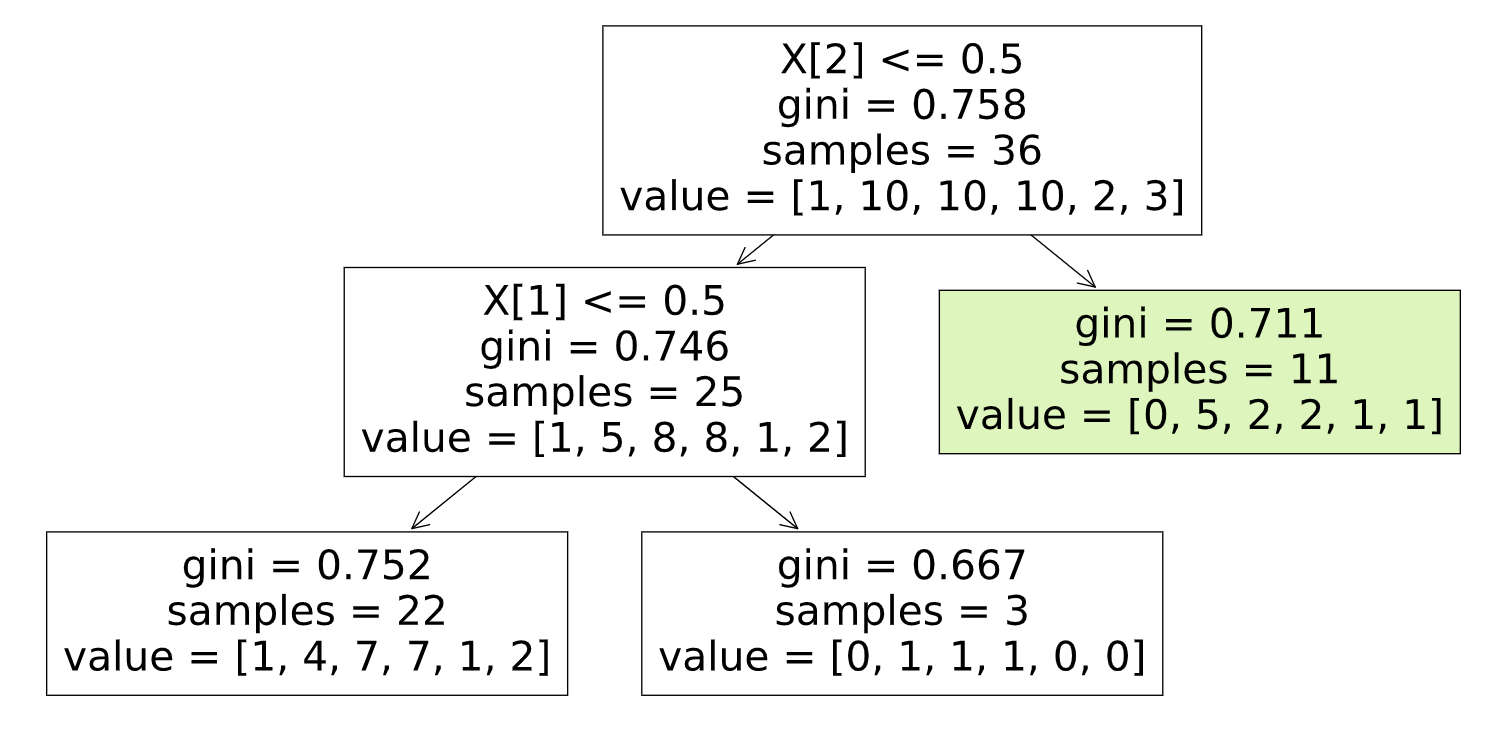 X[2] <= 0.5
gini = 0.758
samples = 36
value = [1, 10, 10, 10, 2, 3]
X[1] <= 0.5
gini = 0.746
samples = 25
value = [1, 5, 8, 8, 1, 2]
gini = 0.711
samples = 11
value = [0, 5, 2, 2, 1, 1]
gini = 0.752
samples = 22
value = [1, 4, 7, 7, 1, 2]
gini = 0.667
samples = 3
value = [0, 1, 1, 1, 0, 0]